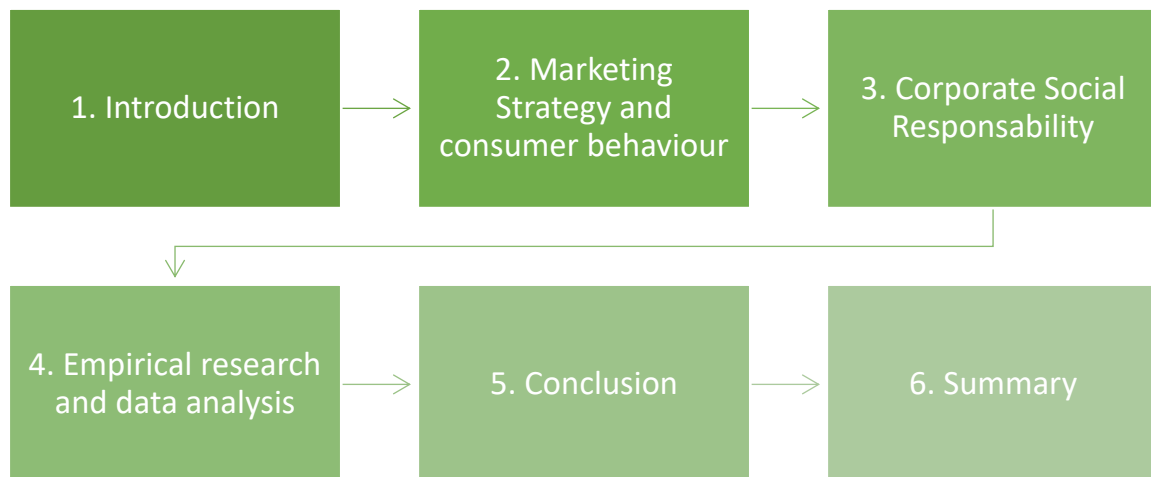 1. Introduction
2. Marketing
Strategy and
consumer behaviour
3. Corporate Social
Responsability
4. Empirical research
and data analysis
5. Conclusion
6. Summary